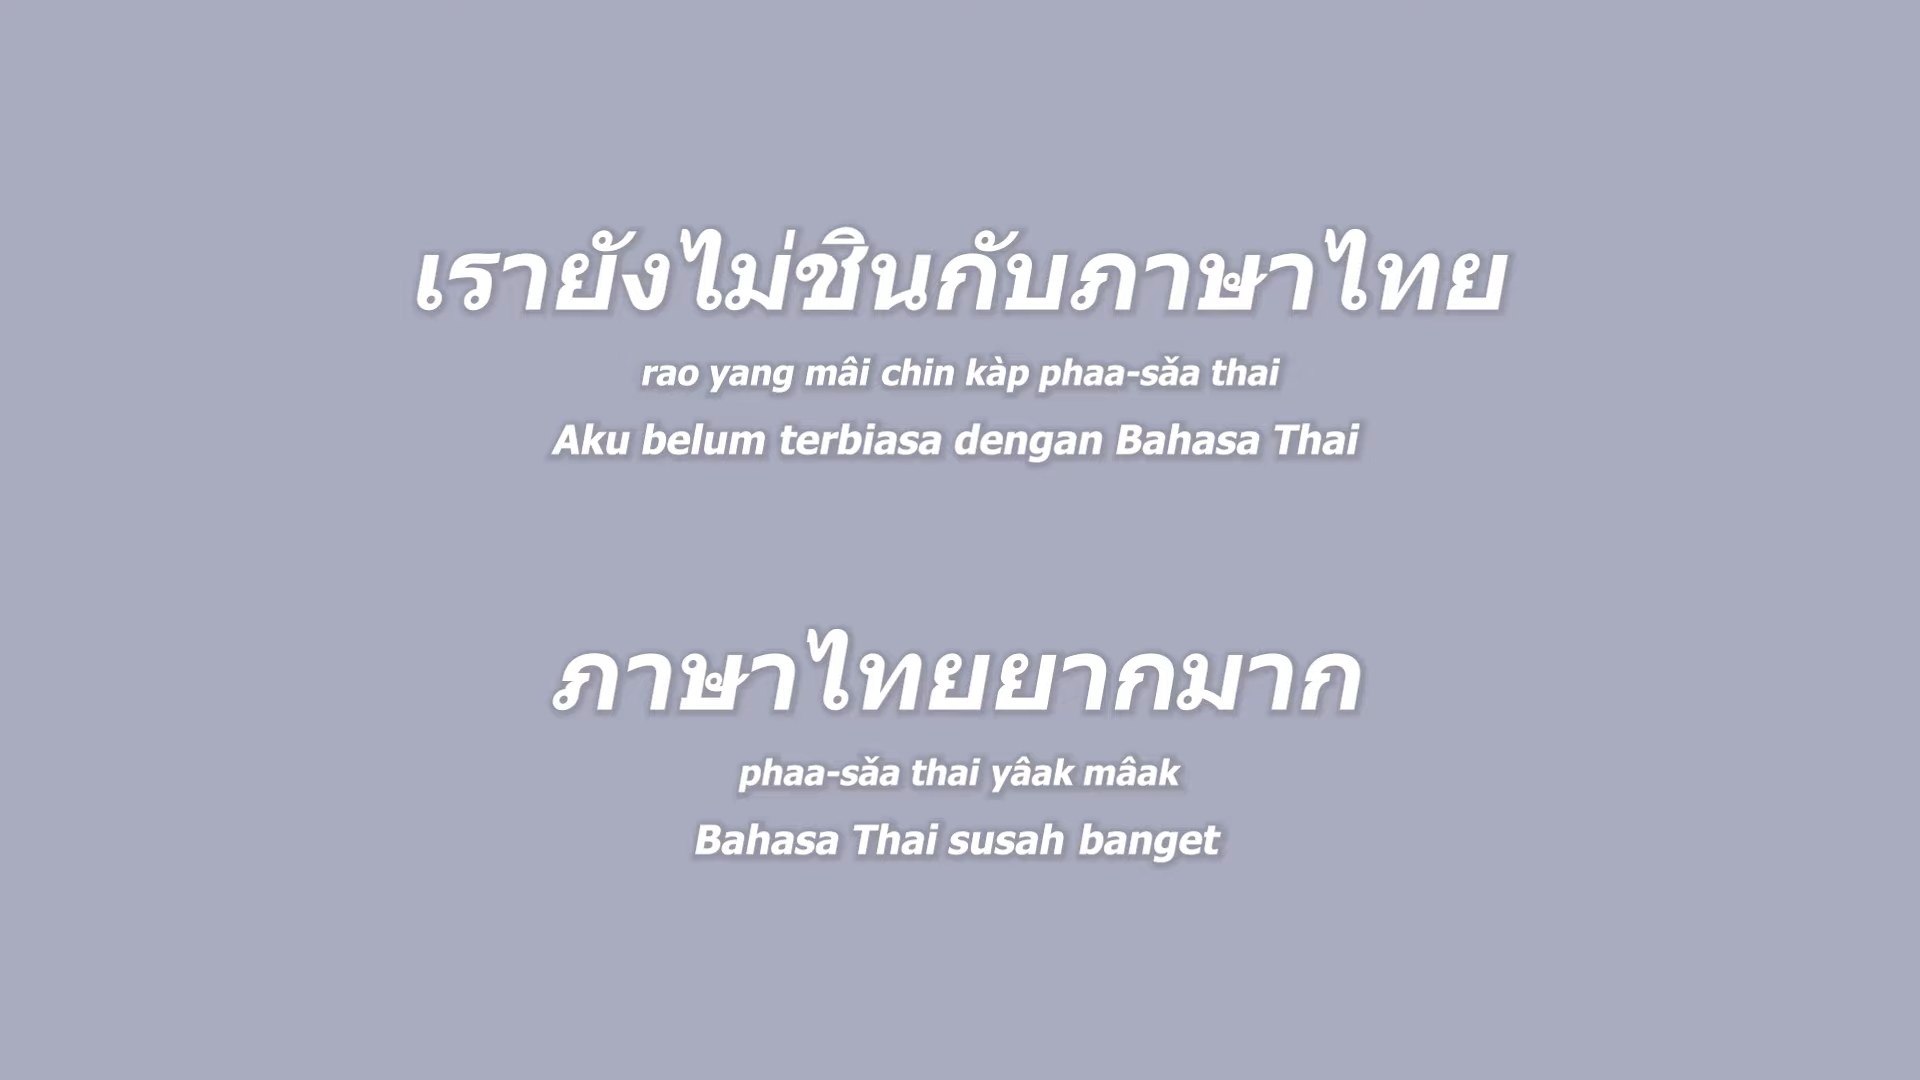 เรายังไม่ชินกับภาษาไทย
rao yang mâi chin kàp phaa-sǎa thai
Aku belum terbiasa dengan Bahasa Thai
ภาษาไทยยากมาก
phaa-sǎa thai yâak mâak
Bahasa Thai susah banget